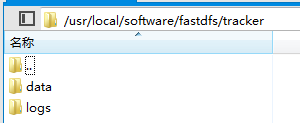 /usr/local/software/fastdfs/tracker
名称
..
data
logs